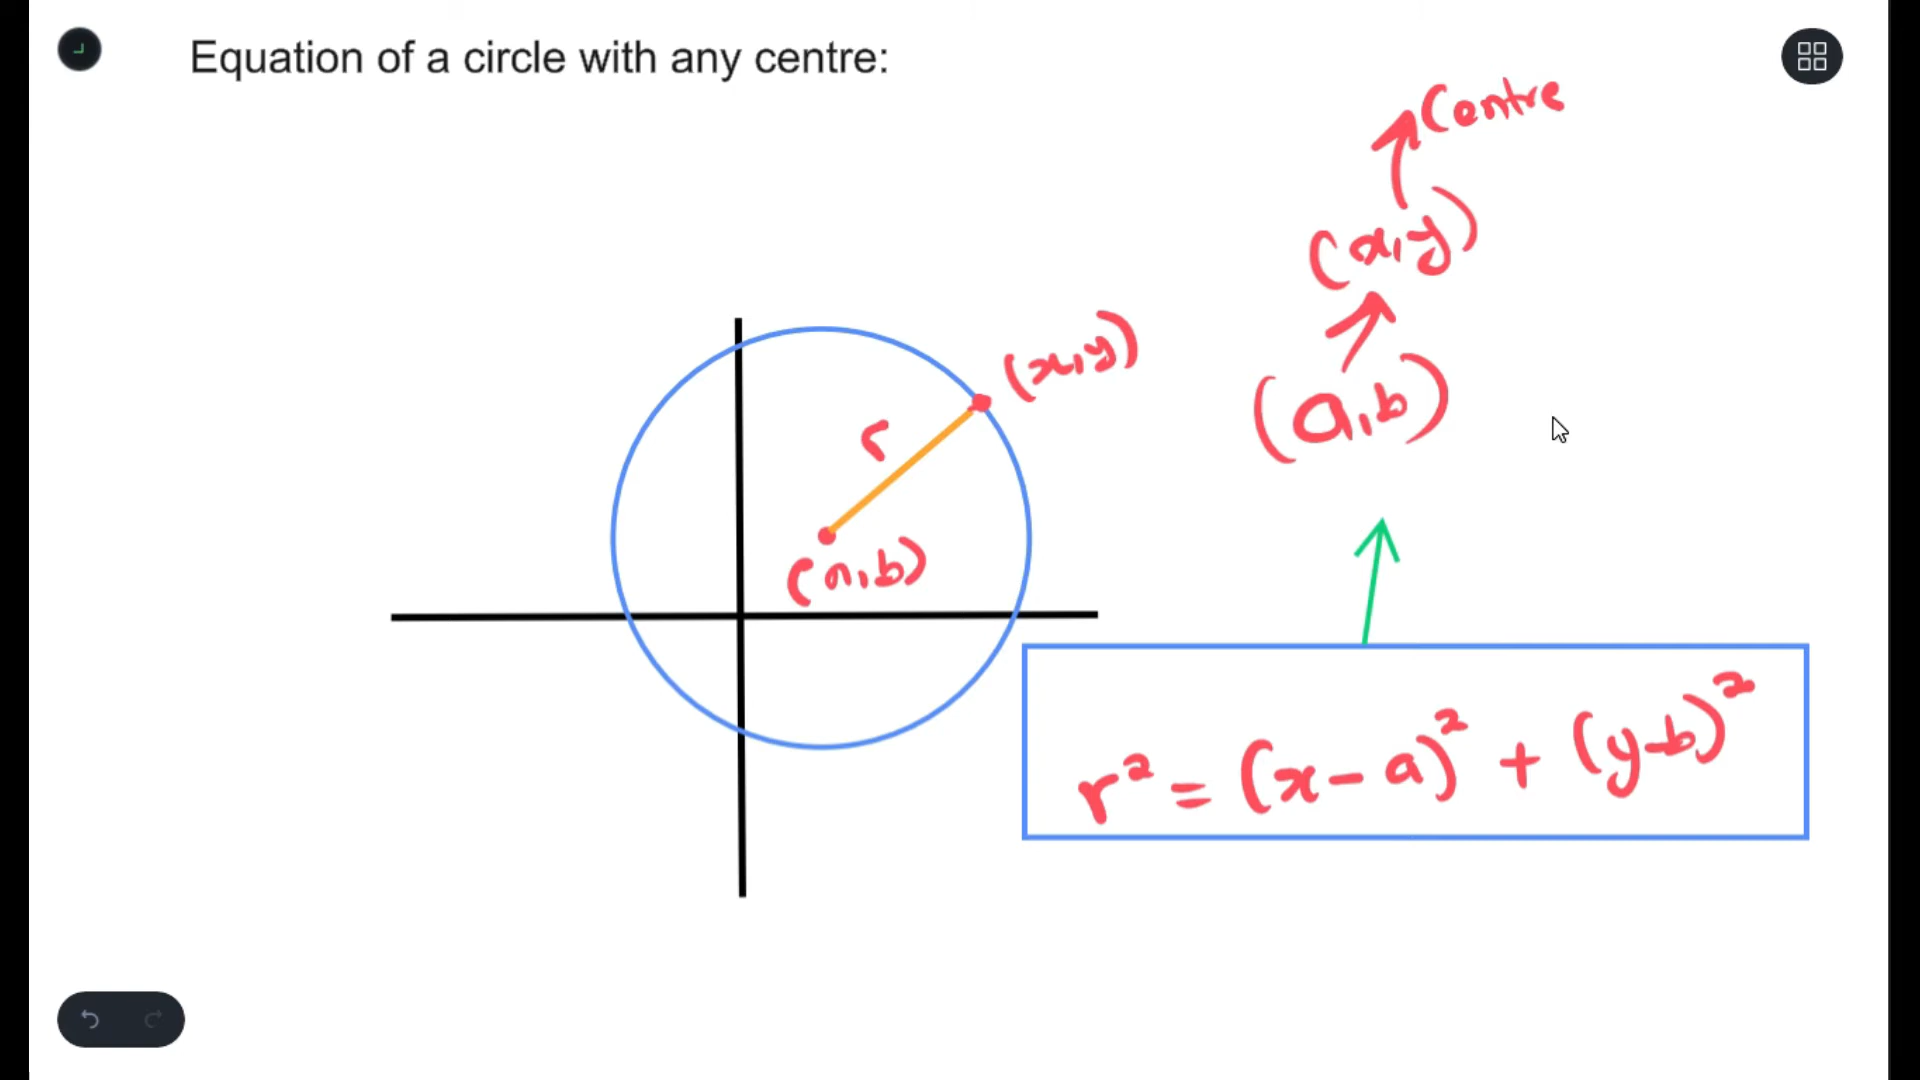 Equation of a circle with any centre:
Centre
(x,y)
(x,y)
(a,b)
r
(a,b)
r² = (x-a)² + (y-b)²